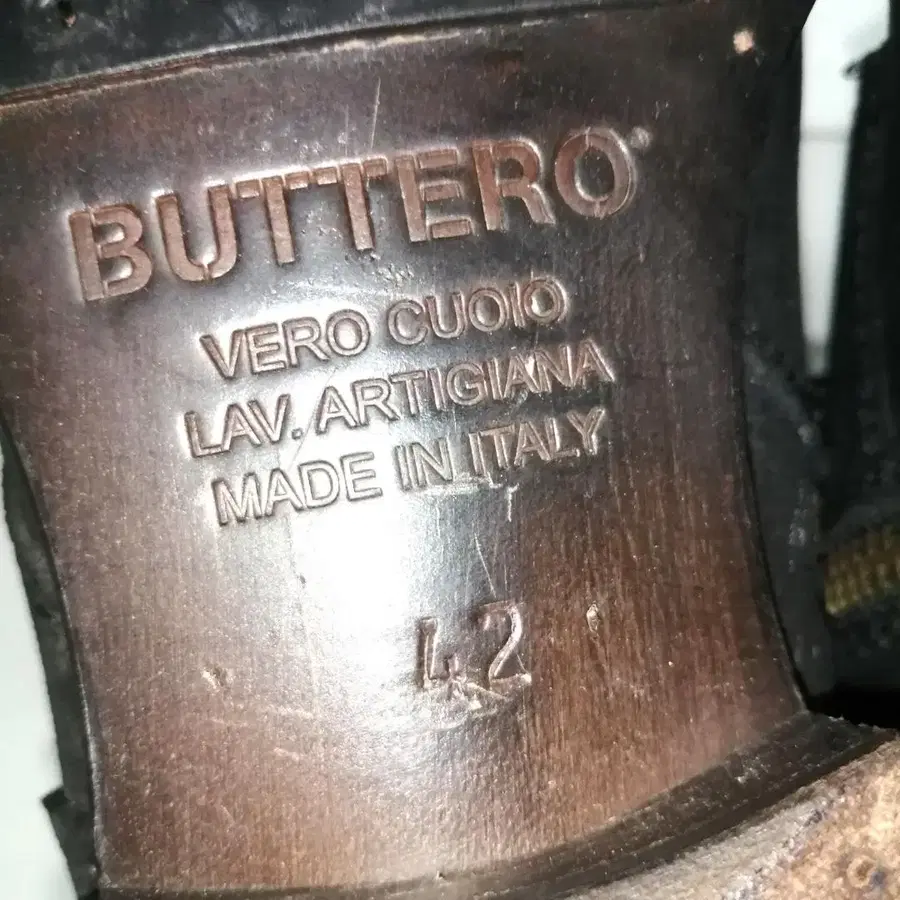 BUTTERO
VERO CUOIO
LAV. ARTIGIANA
MADE IN ITALY
42